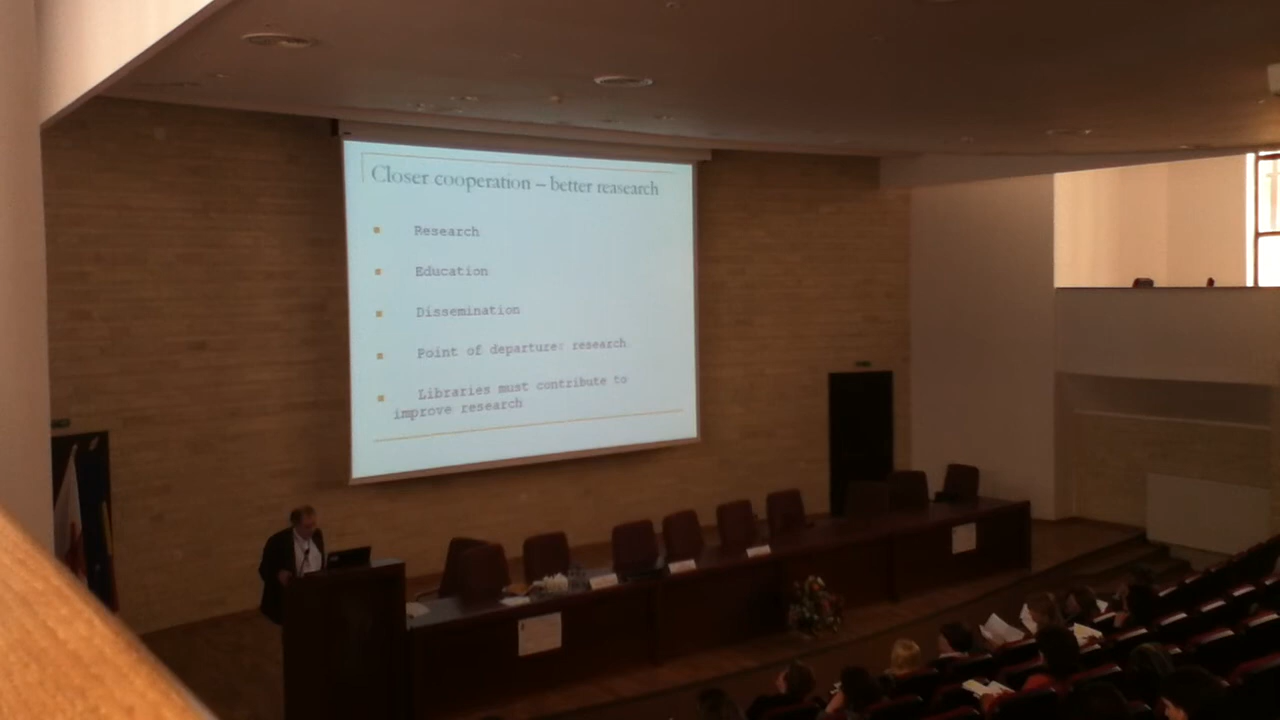 Closer cooperation – better reasearch
Research
Education
Dissemination
Point of departure: research
Libraries must contribute to
improve research